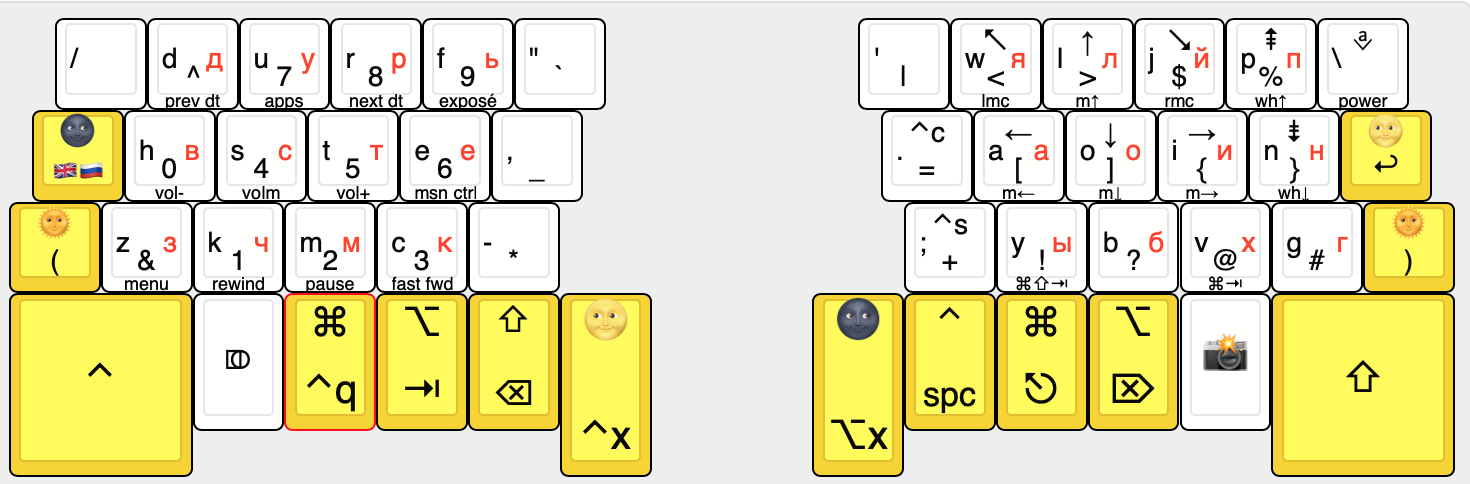 / d ^ д u 7 у r 8 р f 9 ь " `
prev dt apps next dt exposé
' | w ↖ < я l ↑ > л j ↘ $ й p ⇞ % п \ a
lmc m↑ rmc wh↑ power
h 0 в s 4 с t 5 т e 6 е , _
vol- volm vol+ msn ctrl
. ^c = a ← [ а o ↓ ] о i → { и n ⇟ } н ↩
m← m↓ m→ wh↓
( z & з k 1 ч m 2 м c 3 к - *
menu rewind pause fast fwd
; ^s + y ! ы b ? б v @ х g # г )
⌘⇧⇥ ⌘⇥
^ ⌘ ^q ⌥ ⇥ ⇧ ⌫ ^x
⌥x ^ spc ⌘ ⎋ ⌥ ⌦ ⇧